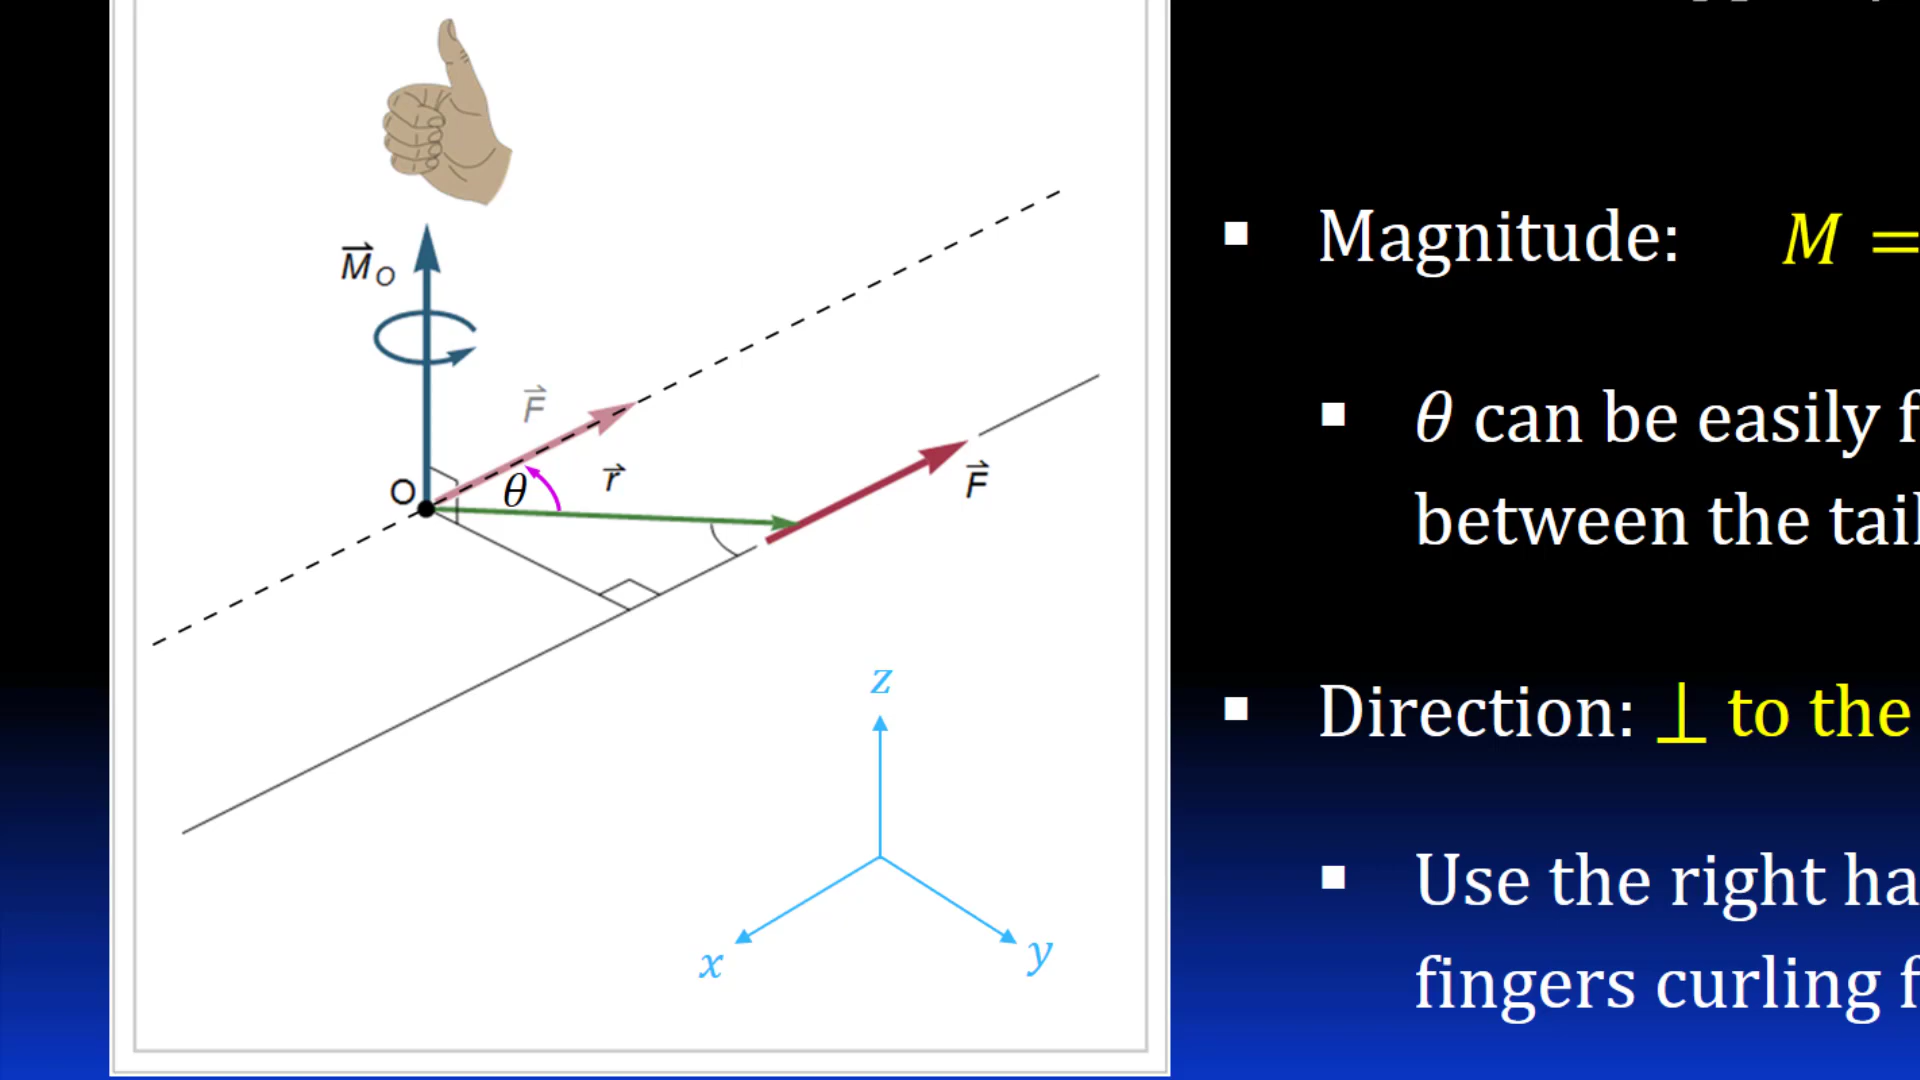 M⃗ O
F⃗
r⃗
O
θ
F⃗
z
x
y
Magnitude: M =
θ can be easily f
between the tail
Direction: ⊥ to the
Use the right ha
fingers curling f